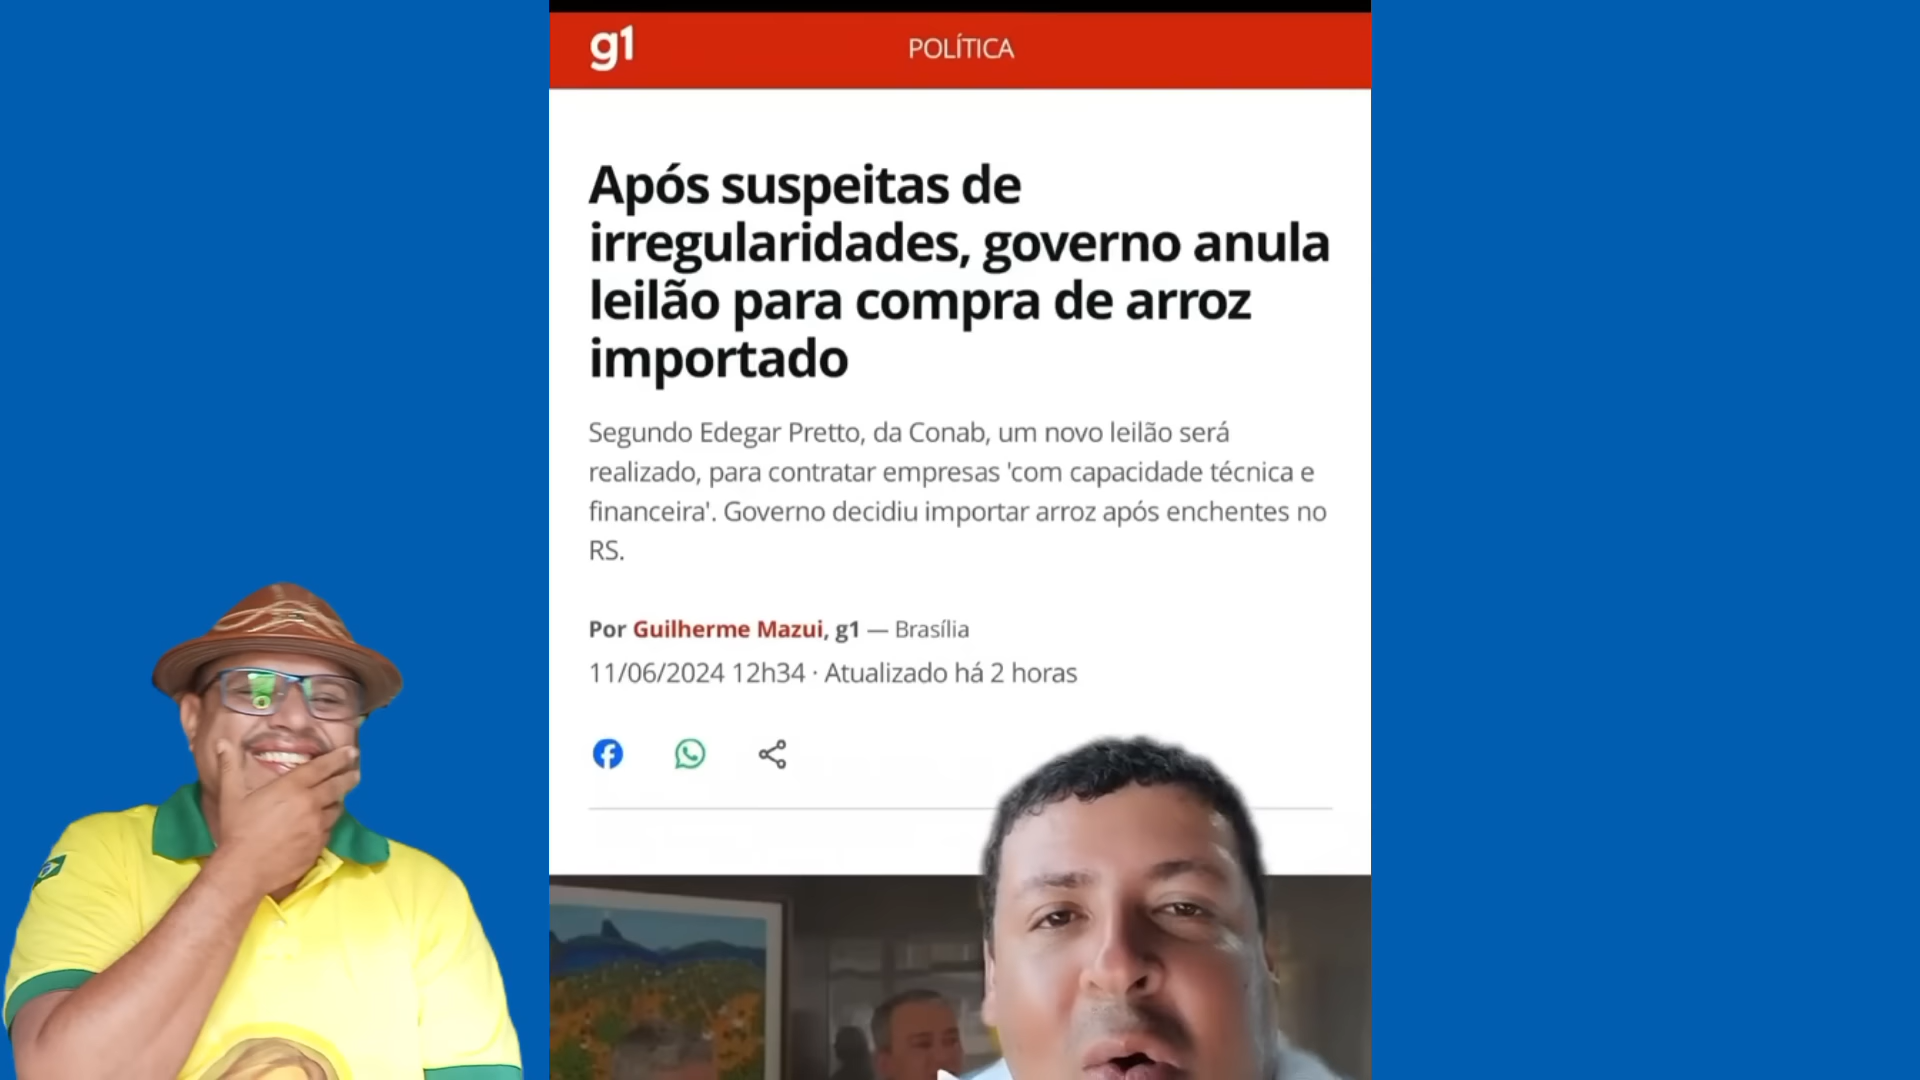 g1
POLÍTICA
Após suspeitas de
irregularidades, governo anula
leilão para compra de arroz
importado
Segundo Edegar Pretto, da Conab, um novo leilão será
realizado, para contratar empresas 'com capacidade técnica e
financeira'. Governo decidiu importar arroz após enchentes no
RS.
Por Guilherme Mazui, g1 — Brasília
11/06/2024 12h34 · Atualizado há 2 horas